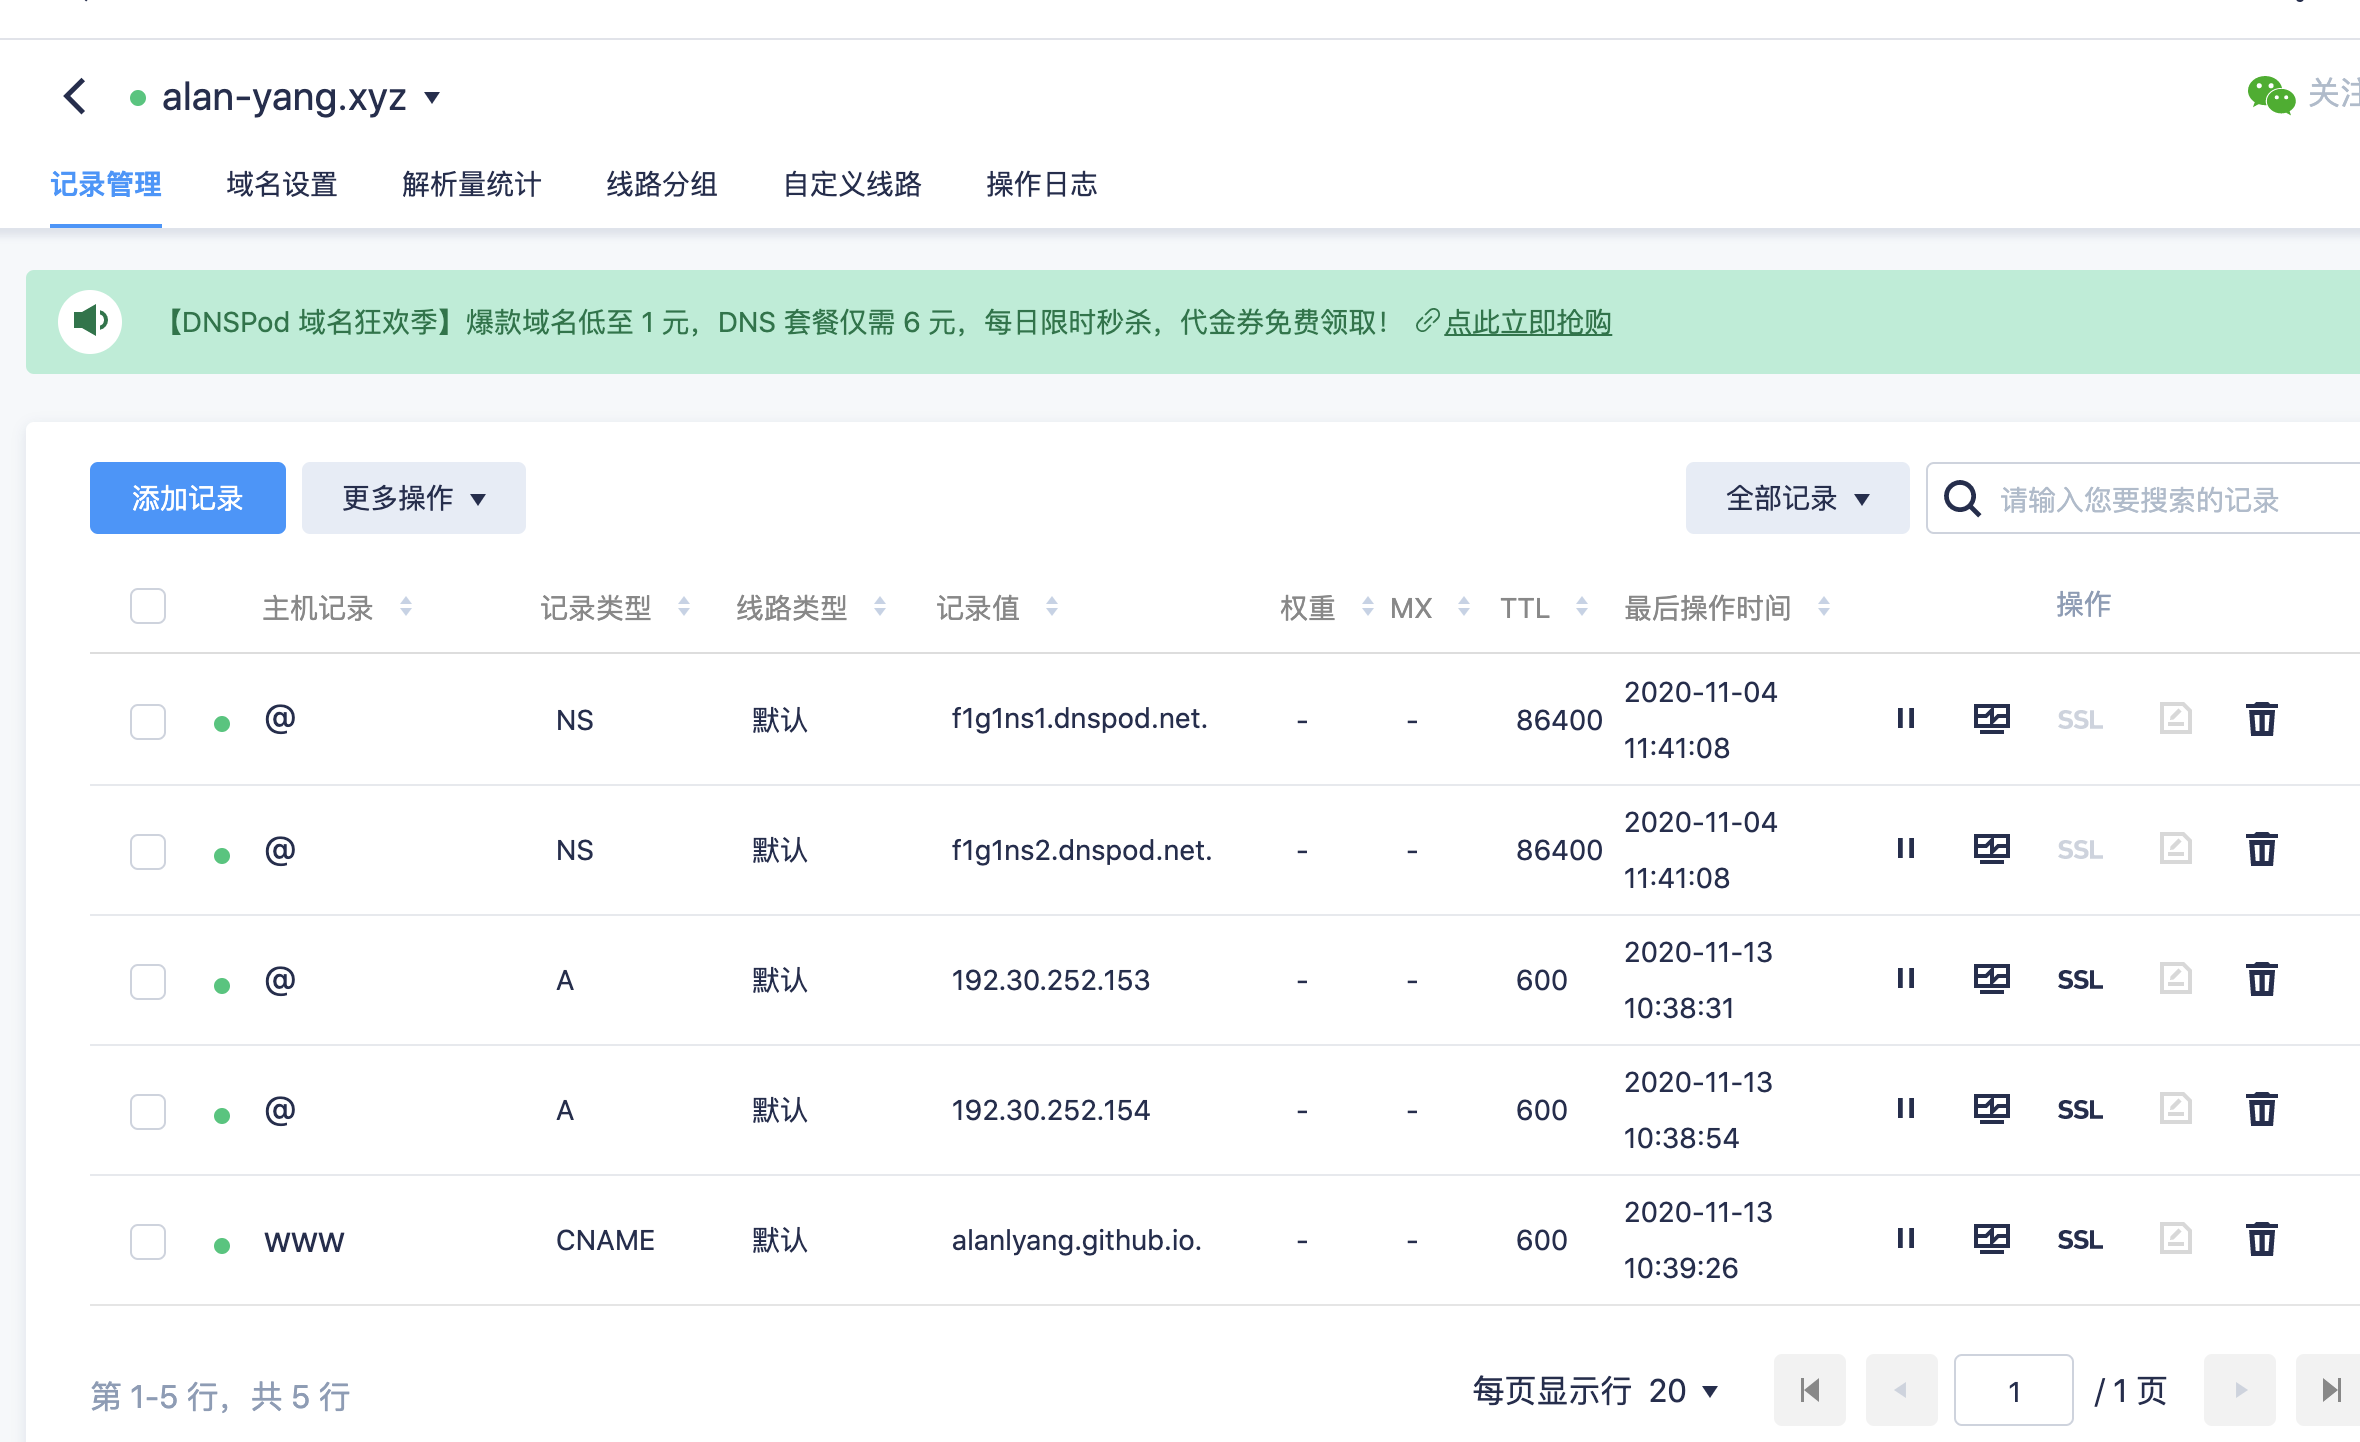 alan-yang.xyz
关注
记录管理 域名设置 解析量统计 线路分组 自定义线路 操作日志
【DNSPod 域名狂欢季】爆款域名低至 1 元，DNS 套餐仅需 6 元，每日限时秒杀，代金券免费领取！ 点此立即抢购
添加记录 更多操作 全部记录 请输入您要搜索的记录
主机记录 记录类型 线路类型 记录值 权重 MX TTL 最后操作时间 操作
@ NS 默认 f1g1ns1.dnspod.net. - - 86400 2020-11-04 11:41:08 SSL
@ NS 默认 f1g1ns2.dnspod.net. - - 86400 2020-11-04 11:41:08 SSL
@ A 默认 192.30.252.153 - - 600 2020-11-13 10:38:31 SSL
@ A 默认 192.30.252.154 - - 600 2020-11-13 10:38:54 SSL
www CNAME 默认 alanlyang.github.io. - - 600 2020-11-13 10:39:26 SSL
第 1-5 行，共 5 行 每页显示行 20 1 / 1 页